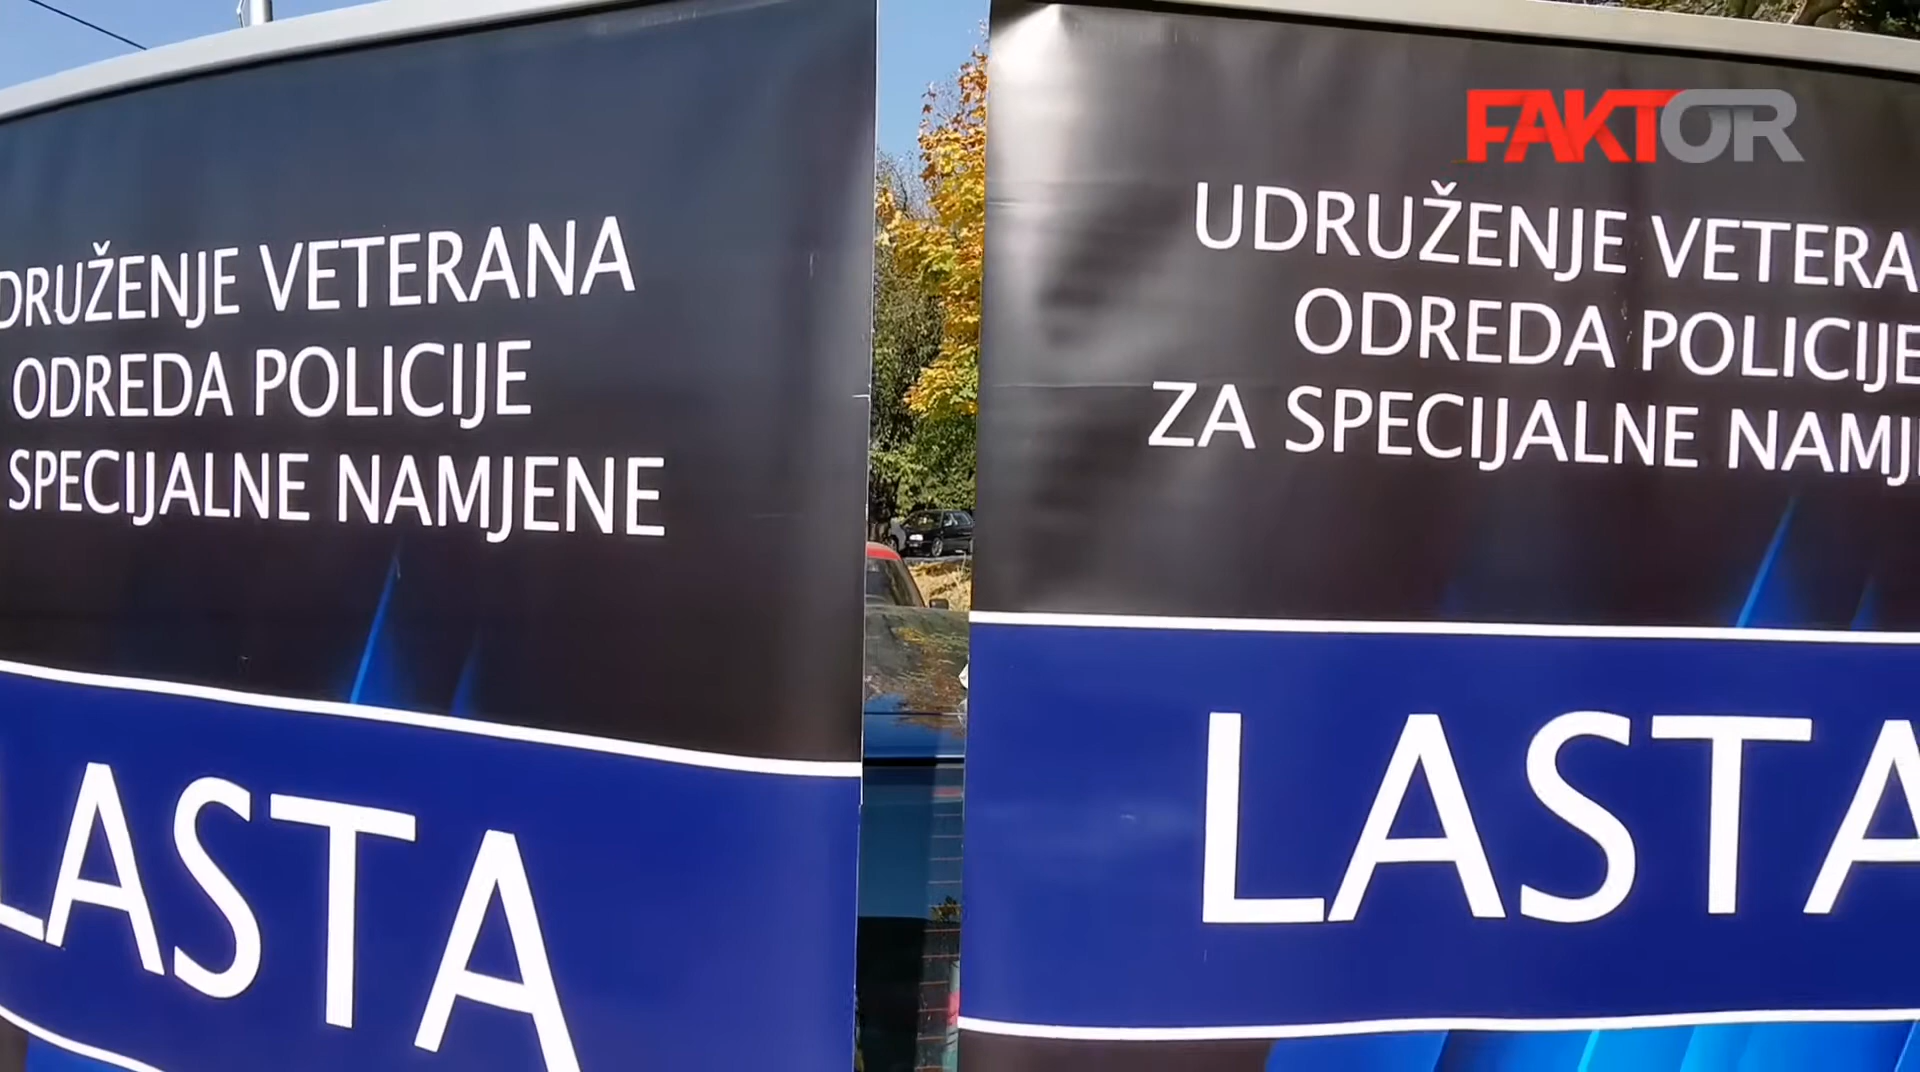 DRUŽENJE VETERANA
ODREDA POLICIJE
SPECIJALNE NAMJENE
LASTA
FAKTOR
UDRUŽENJE VETERA
ODREDA POLICIJE
ZA SPECIJALNE NAMJ
LASTA